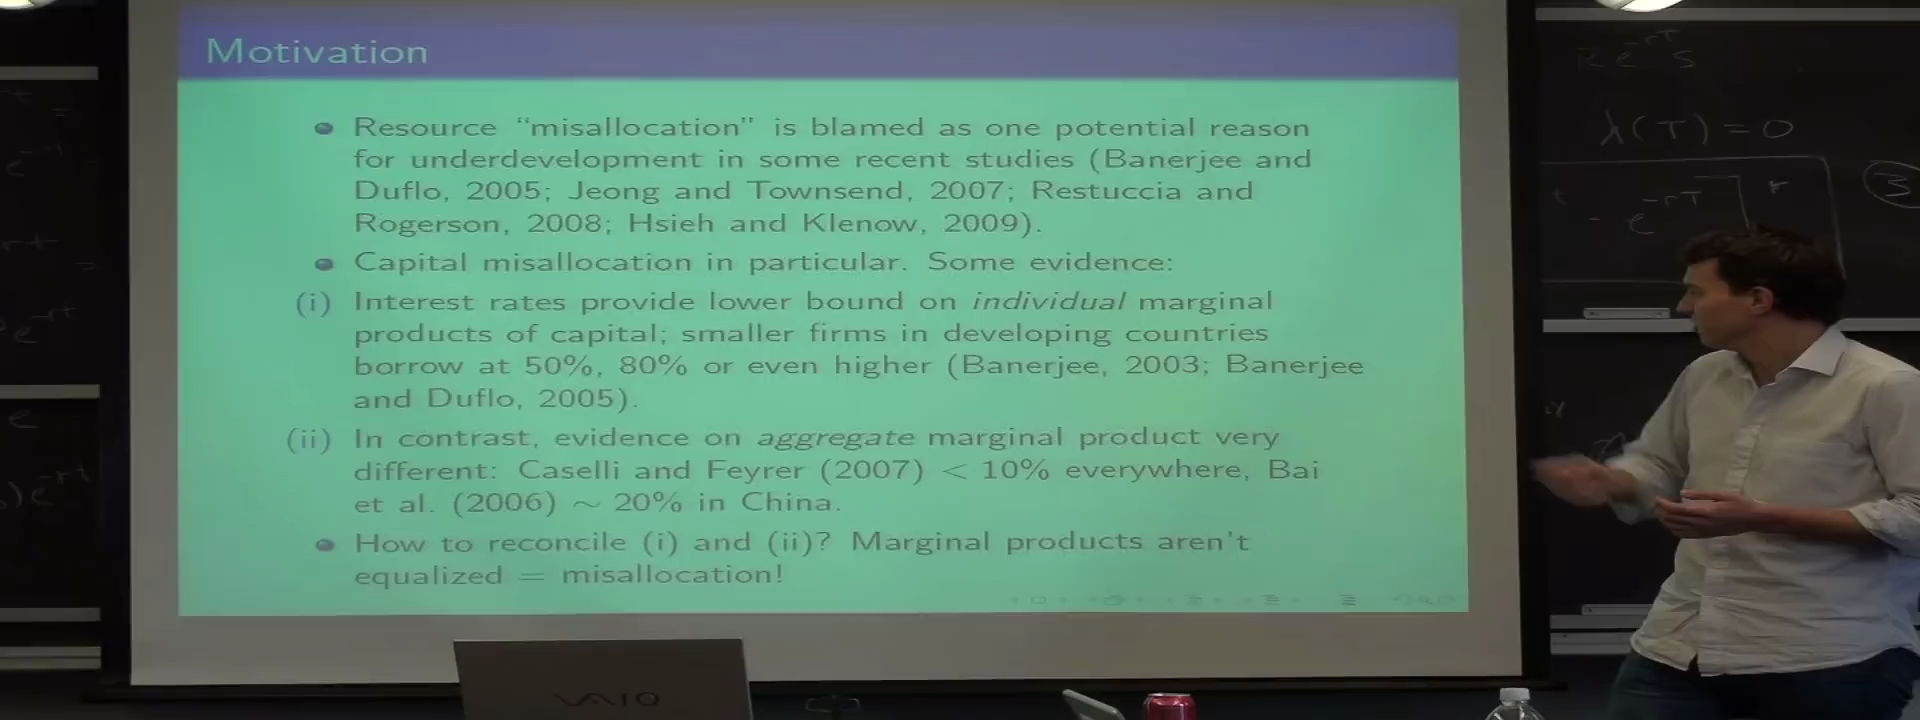 Motivation
Resource “misallocation” is blamed as one potential reason
for underdevelopment in some recent studies (Banerjee and
Duflo, 2005; Jeong and Townsend, 2007; Restuccia and
Rogerson, 2008; Hsieh and Klenow, 2009).
Capital misallocation in particular. Some evidence:
(i) Interest rates provide lower bound on individual marginal
products of capital; smaller firms in developing countries
borrow at 50%, 80% or even higher (Banerjee, 2003; Banerjee
and Duflo, 2005).
(ii) In contrast, evidence on aggregate marginal product very
different: Caselli and Feyrer (2007) < 10% everywhere, Bai
et al. (2006) ∼ 20% in China.
How to reconcile (i) and (ii)? Marginal products aren't
equalized = misallocation!
VAIO
λ(T) = 0
- e^-rT
3